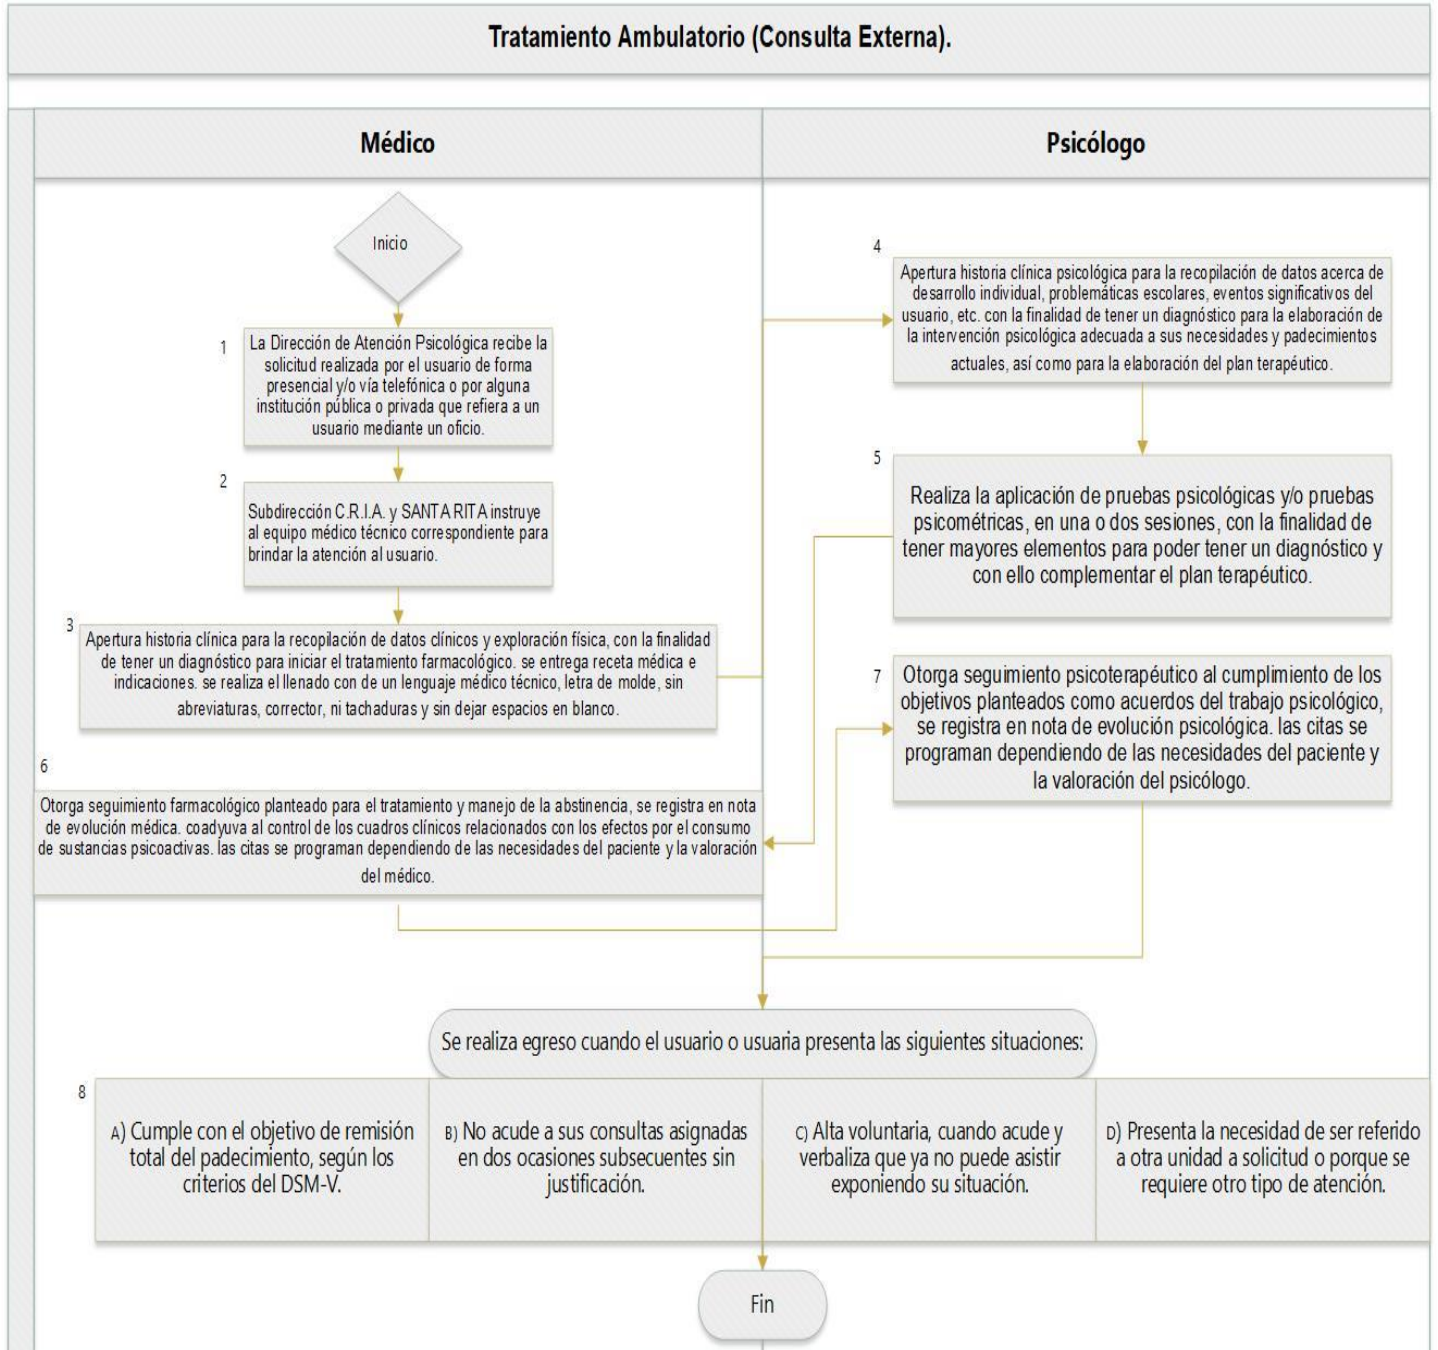 Tratamiento Ambulatorio (Consulta Externa).
Médico
Psicólogo
Inicio
1
La Dirección de Atención Psicológica recibe la
solicitud realizada por el usuario de forma
presencial y/o vía telefónica o por alguna
institución pública o privada que refiera a un
usuario mediante un oficio.
2
Subdirección C.R.I.A. y SANTA RITA instruye
al equipo médico técnico correspondiente para
brindar la atención al usuario.
3
Apertura historia clínica para la recopilación de datos clínicos y exploración física, con la finalidad
de tener un diagnóstico para iniciar el tratamiento farmacológico. se entrega receta médica e
indicaciones. se realiza el llenado con de un lenguaje médico técnico, letra de molde, sin
abreviaturas, corrector, ni tachaduras y sin dejar espacios en blanco.
4
Apertura historia clínica psicológica para la recopilación de datos acerca de
desarrollo individual, problemáticas escolares, eventos significativos del
usuario, etc. con la finalidad de tener un diagnóstico para la elaboración de
la intervención psicológica adecuada a sus necesidades y padecimientos
actuales, así como para la elaboración del plan terapéutico.
5
Realiza la aplicación de pruebas psicológicas y/o pruebas
psicométricas, en una o dos sesiones, con la finalidad de
tener mayores elementos para poder tener un diagnóstico y
con ello complementar el plan terapéutico.
6
Otorga seguimiento farmacológico planteado para el tratamiento y manejo de la abstinencia, se registra en nota
de evolución médica. coadyuva al control de los cuadros clínicos relacionados con los efectos por el consumo
de sustancias psicoactivas. las citas se programan dependiendo de las necesidades del paciente y la valoración
del médico.
7
Otorga seguimiento psicoterapéutico al cumplimiento de los
objetivos planteados como acuerdos del trabajo psicológico,
se registra en nota de evolución psicológica. las citas se
programan dependiendo de las necesidades del paciente y
la valoración del psicólogo.
Se realiza egreso cuando el usuario o usuaria presenta las siguientes situaciones:
8
A) Cumple con el objetivo de remisión
total del padecimiento, según los
criterios del DSM-V.
B) No acude a sus consultas asignadas
en dos ocasiones subsecuentes sin
justificación.
C) Alta voluntaria, cuando acude y
verbaliza que ya no puede asistir
exponiendo su situación.
D) Presenta la necesidad de ser referido
a otra unidad a solicitud o porque se
requiere otro tipo de atención.
Fin